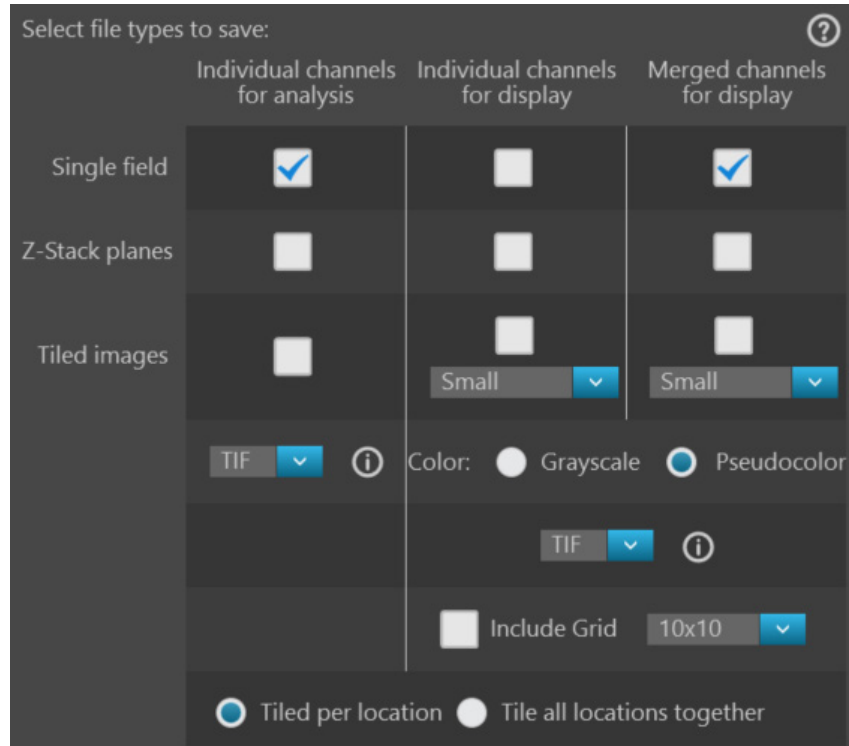 Select file types to save:
Individual channels for analysis
Individual channels for display
Merged channels for display
Single field
Z-Stack planes
Tiled images
Small
Small
TIF
Color:
Grayscale
Pseudocolor
TIF
Include Grid
10x10
Tiled per location
Tile all locations together